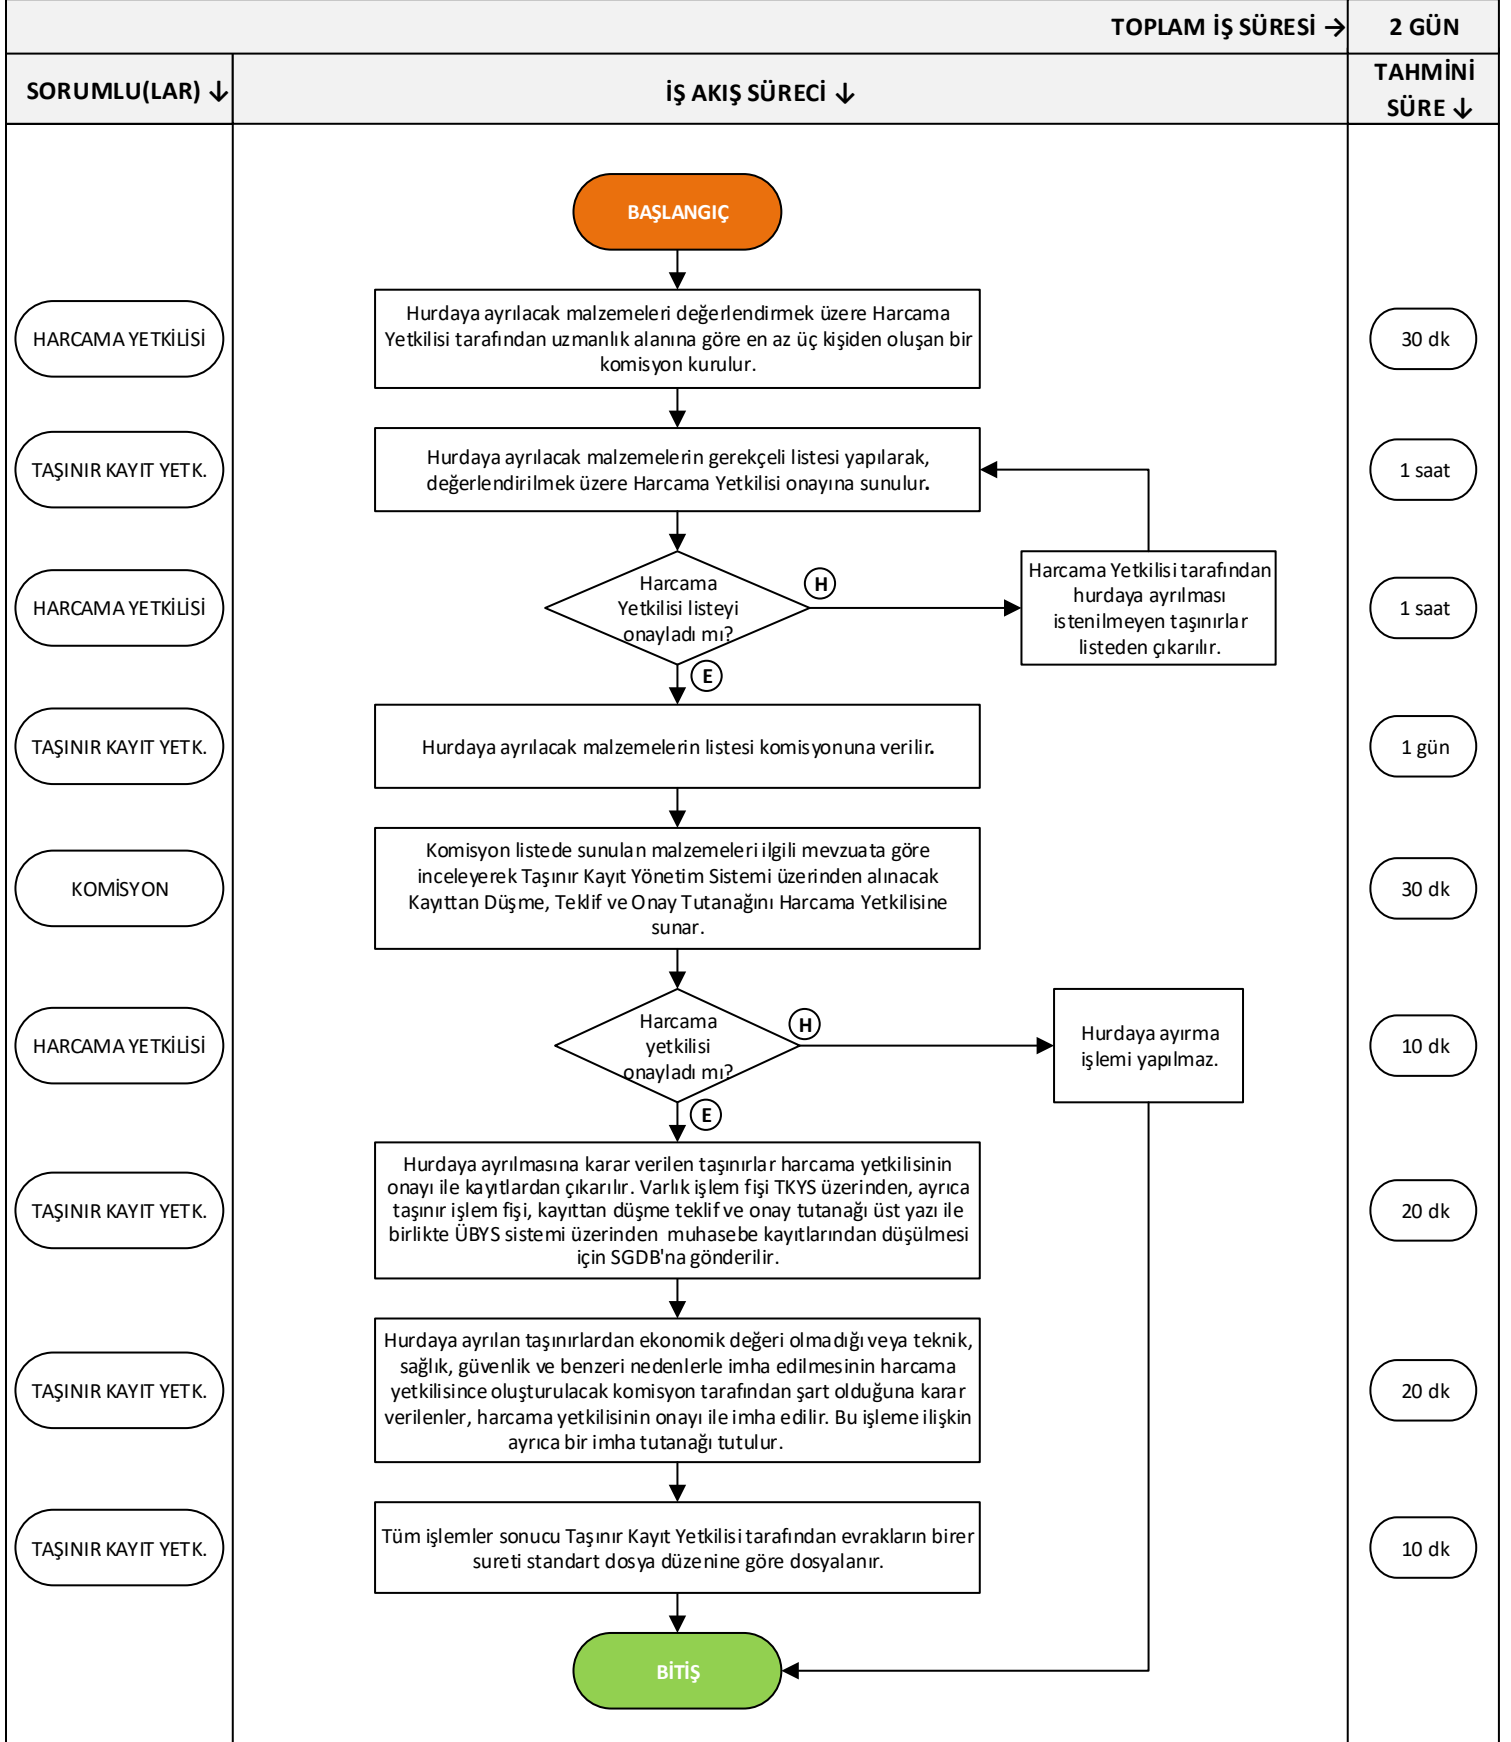 TOPLAM İŞ SÜRESİ →
2 GÜN
SORUMLU(LAR) ↓
İŞ AKIŞ SÜRECİ ↓
TAHMİNİ
SÜRE ↓
BAŞLANGIÇ
HARCAMA YETKİLİSİ
Hurdaya ayrılacak malzemeleri değerlendirmek üzere Harcama
Yetkilisi tarafından uzmanlık alanına göre en az üç kişiden oluşan bir
komisyon kurulur.
30 dk
TAŞINIR KAYIT YETK.
Hurdaya ayrılacak malzemelerin gerekçeli listesi yapılarak,
değerlendirilmek üzere Harcama Yetkilisi onayına sunulur.
1 saat
HARCAMA YETKİLİSİ
Harcama
Yetkilisi listeyi
onayladı mı?
H
Harcama Yetkilisi tarafından
hurdaya ayrılması
istenilmeyen taşınırlar
listeden çıkarılır.
1 saat
E
TAŞINIR KAYIT YETK.
Hurdaya ayrılacak malzemelerin listesi komisyonuna verilir.
1 gün
KOMİSYON
Komisyon listede sunulan malzemeleri ilgili mevzuata göre
inceleyerek Taşınır Kayıt Yönetim Sistemi üzerinden alınacak
Kayıttan Düşme, Teklif ve Onay Tutanağını Harcama Yetkilisine
sunar.
30 dk
HARCAMA YETKİLİSİ
Harcama
yetkilisi
onayladı mı?
H
Hurdaya ayırma
işlemi yapılmaz.
10 dk
E
TAŞINIR KAYIT YETK.
Hurdaya ayrılmasına karar verilen taşınırlar harcama yetkilisinin
onayı ile kayıtlardan çıkarılır. Varlık işlem fişi TKYS üzerinden, ayrıca
taşınır işlem fişi, kayıttan düşme teklif ve onay tutanağı üst yazı ile
birlikte ÜBYS sistemi üzerinden muhasebe kayıtlarından düşülmesi
için SGDB'na gönderilir.
20 dk
TAŞINIR KAYIT YETK.
Hurdaya ayrılan taşınırlardan ekonomik değeri olmadığı veya teknik,
sağlık, güvenlik ve benzeri nedenlerle imha edilmesinin harcama
yetkilisince oluşturulacak komisyon tarafından şart olduğuna karar
verilenler, harcama yetkilisinin onayı ile imha edilir. Bu işleme ilişkin
ayrıca bir imha tutanağı tutulur.
20 dk
TAŞINIR KAYIT YETK.
Tüm işlemler sonucu Taşınır Kayıt Yetkilisi tarafından evrakların birer
sureti standart dosya düzenine göre dosyalanır.
10 dk
BİTİŞ